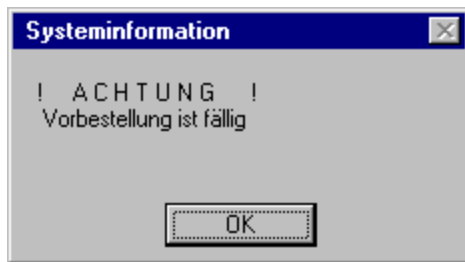 Systeminformation
! ACHTUNG !
Vorbestellung ist fällig
OK